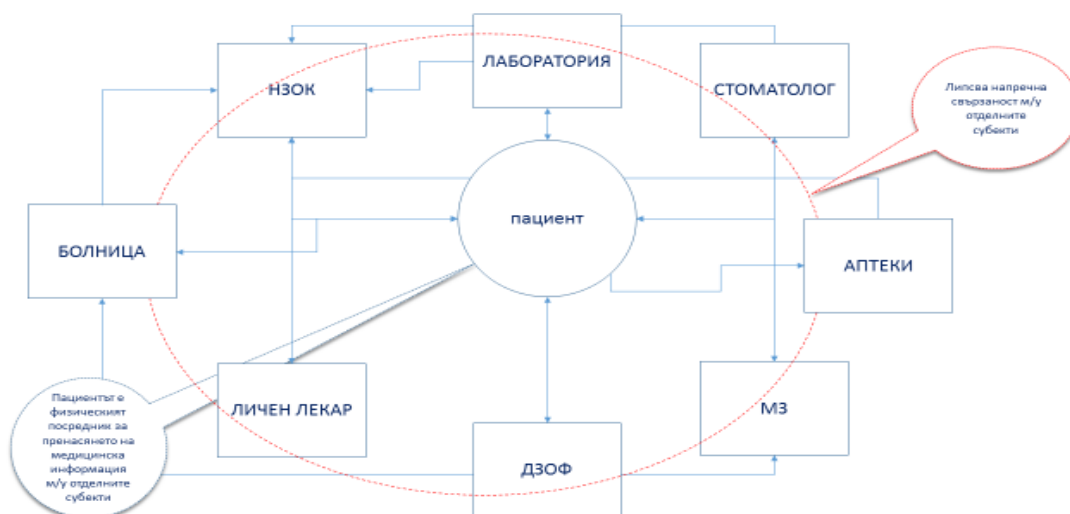 ЛАБОРАТОРИЯ
НЗОК
СТОМАТОЛОГ
Липсва напречна
свързаност м/у
отделните
субекти
пациент
БОЛНИЦА
АПТЕКИ
ЛИЧЕН ЛЕКАР
МЗ
ДЗОФ
Пациентът е
физическият
посредник за
пренасянето на
медицинска
информация
м/у отделните
субекти